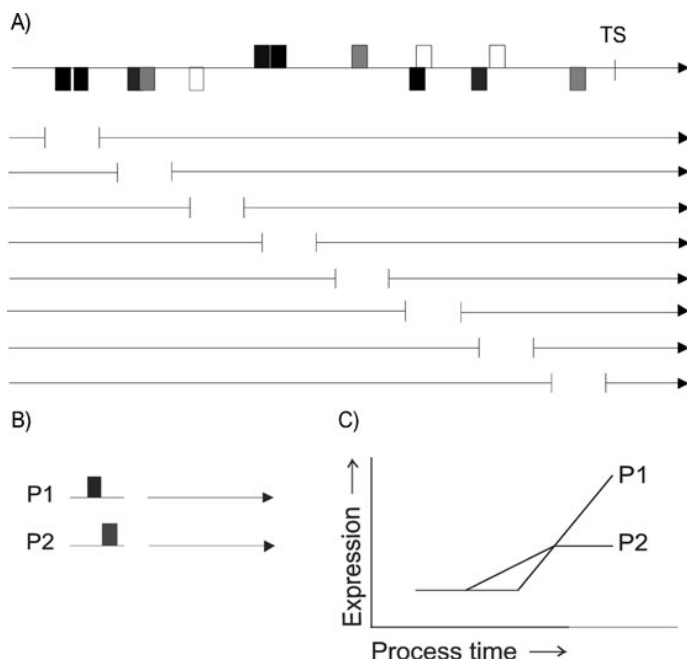 A)
TS
B)
P1
P2
C)
Expression →
P1
P2
Process time →